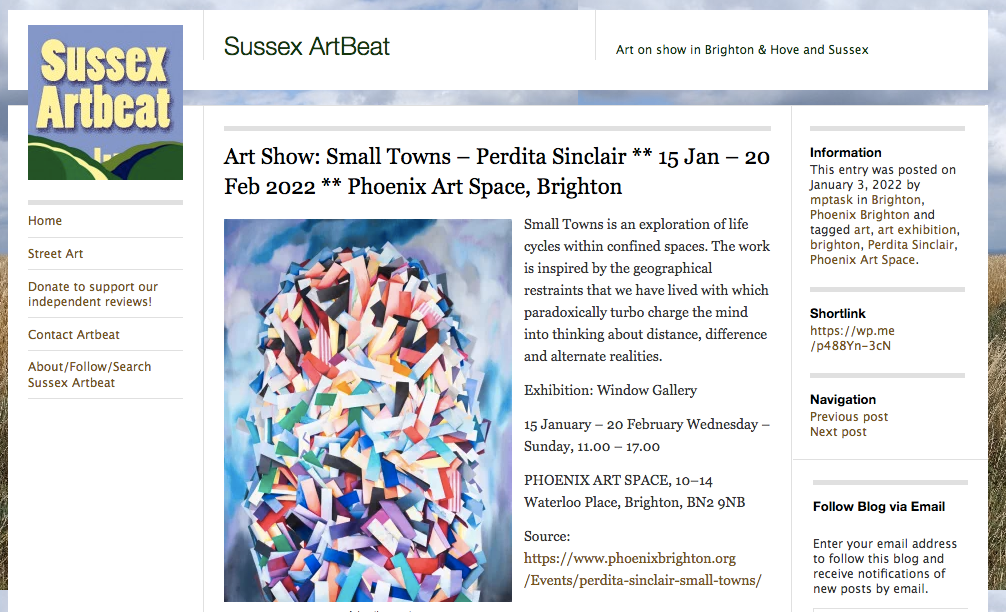 Sussex
Artbeat
Sussex ArtBeat
Art on show in Brighton & Hove and Sussex
Home
Street Art
Donate to support our
independent reviews!
Contact Artbeat
About/Follow/Search
Sussex Artbeat
Art Show: Small Towns – Perdita Sinclair ** 15 Jan – 20
Feb 2022 ** Phoenix Art Space, Brighton
Small Towns is an exploration of life
cycles within confined spaces. The work
is inspired by the geographical
restraints that we have lived with which
paradoxically turbo charge the mind
into thinking about distance, difference
and alternate realities.
Exhibition: Window Gallery
15 January – 20 February Wednesday –
Sunday, 11.00 – 17.00
PHOENIX ART SPACE, 10–14
Waterloo Place, Brighton, BN2 9NB
Source:
https://www.phoenixbrighton.org
/Events/perdita-sinclair-small-towns/
Information
This entry was posted on
January 3, 2022 by
mptask in Brighton,
Phoenix Brighton and
tagged art, art exhibition,
brighton, Perdita Sinclair,
Phoenix Art Space.
Shortlink
https://wp.me
/p488Yn-3cN
Navigation
Previous post
Next post
Follow Blog via Email
Enter your email address
to follow this blog and
receive notifications of
new posts by email.